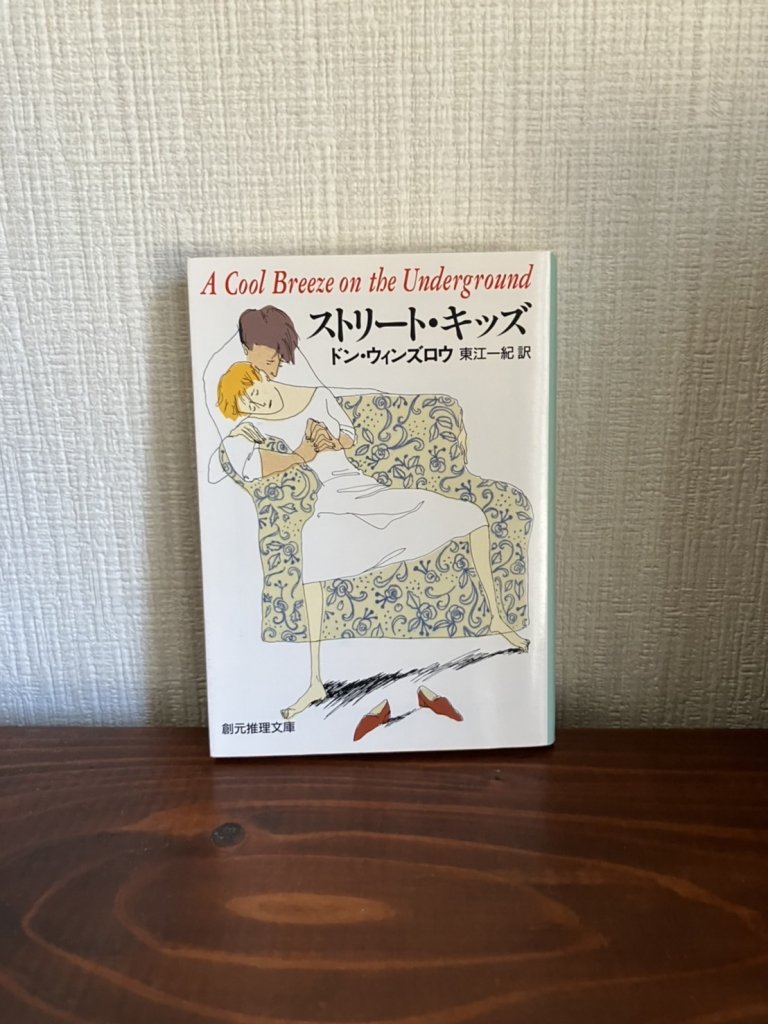 A Cool Breeze on the Underground
ストリート・キッズ
ドン・ウィンズロウ 東江一紀 訳
創元推理文庫